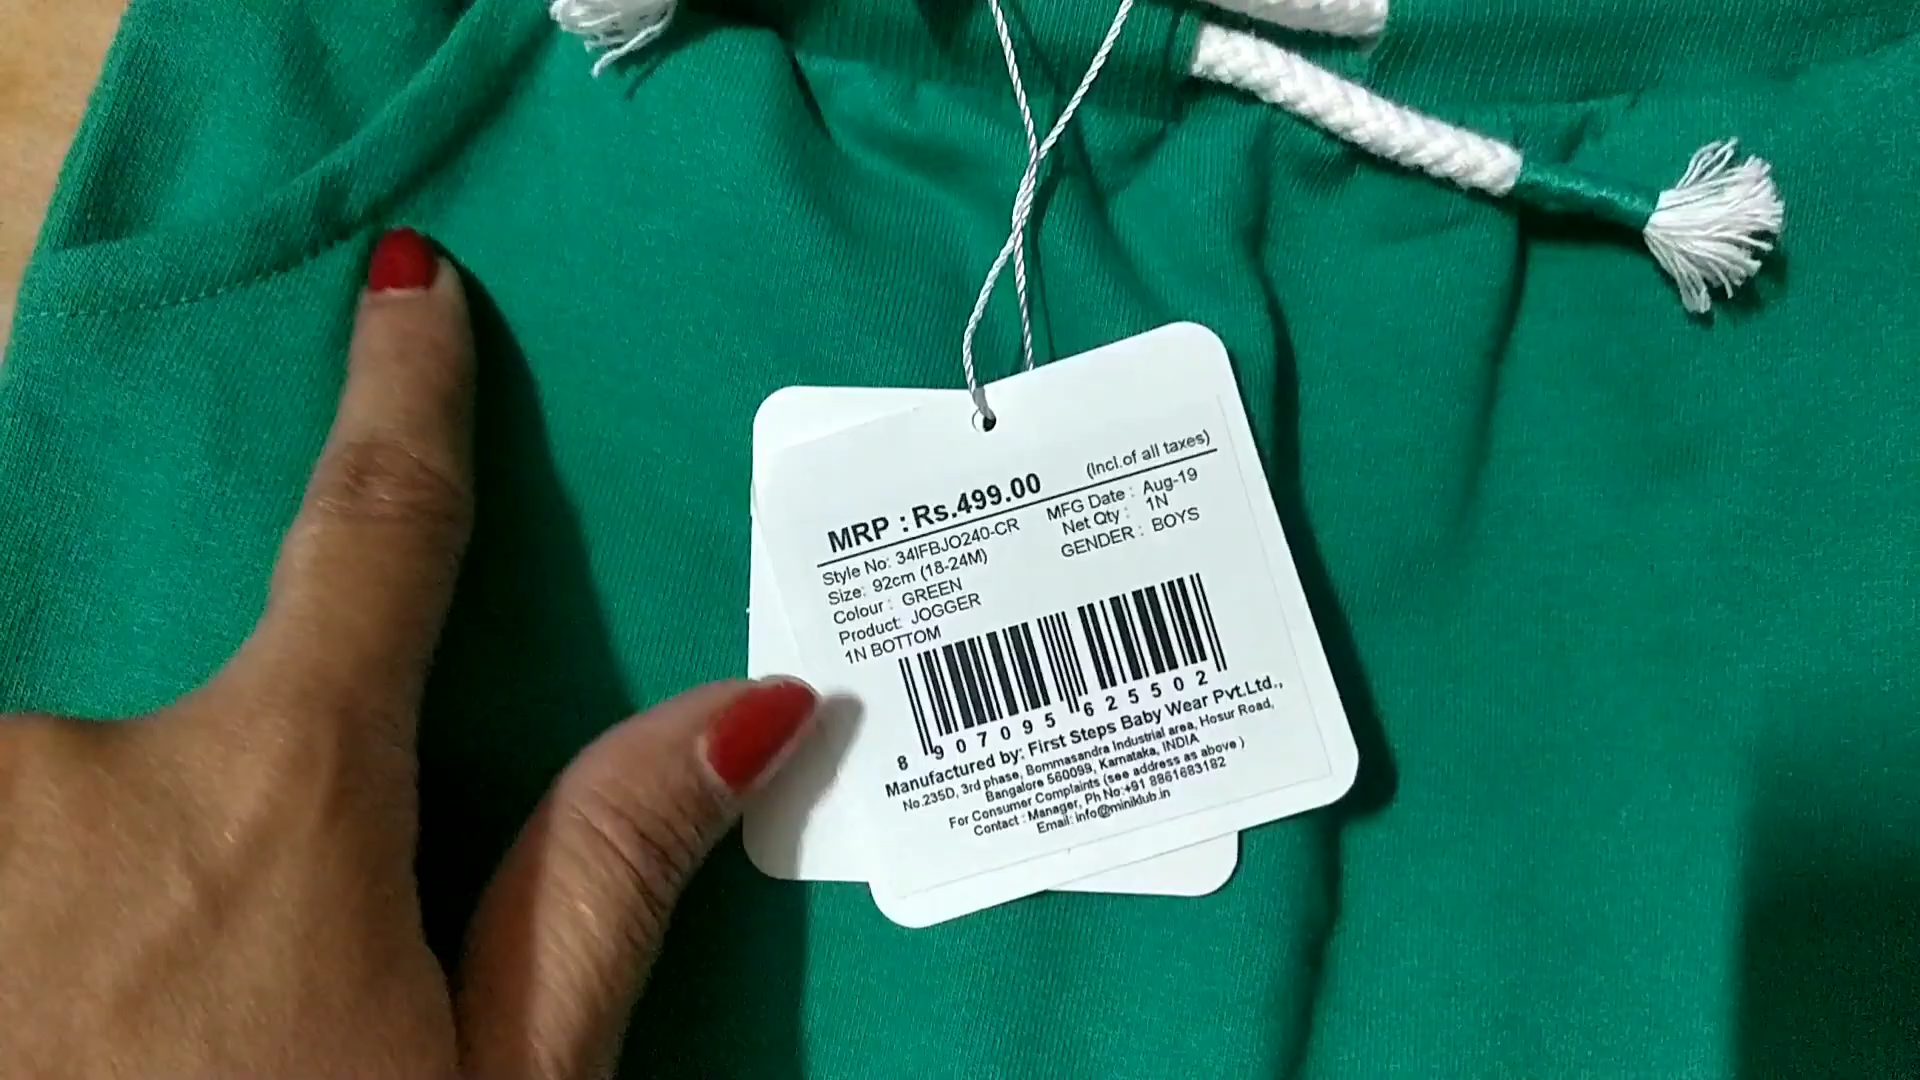 MRP : Rs.499.00 (Incl.of all taxes)
Style No: 34IFBJO240-CR MFG Date : Aug-19
Size: 92cm (18-24M) Net Qty : 1N
Colour : GREEN GENDER : BOYS
Product: JOGGER
1N BOTTOM
8 907095 625502
Manufactured by: First Steps Baby Wear Pvt.Ltd.,
No.235D, 3rd phase, Bommasandra Industrial area, Hosur Road,
Bangalore 560099, Karnataka, INDIA
For Consumer Complaints (see address as above )
Contact : Manager, Ph No:+91 8861683182
Email: info@miniklub.in